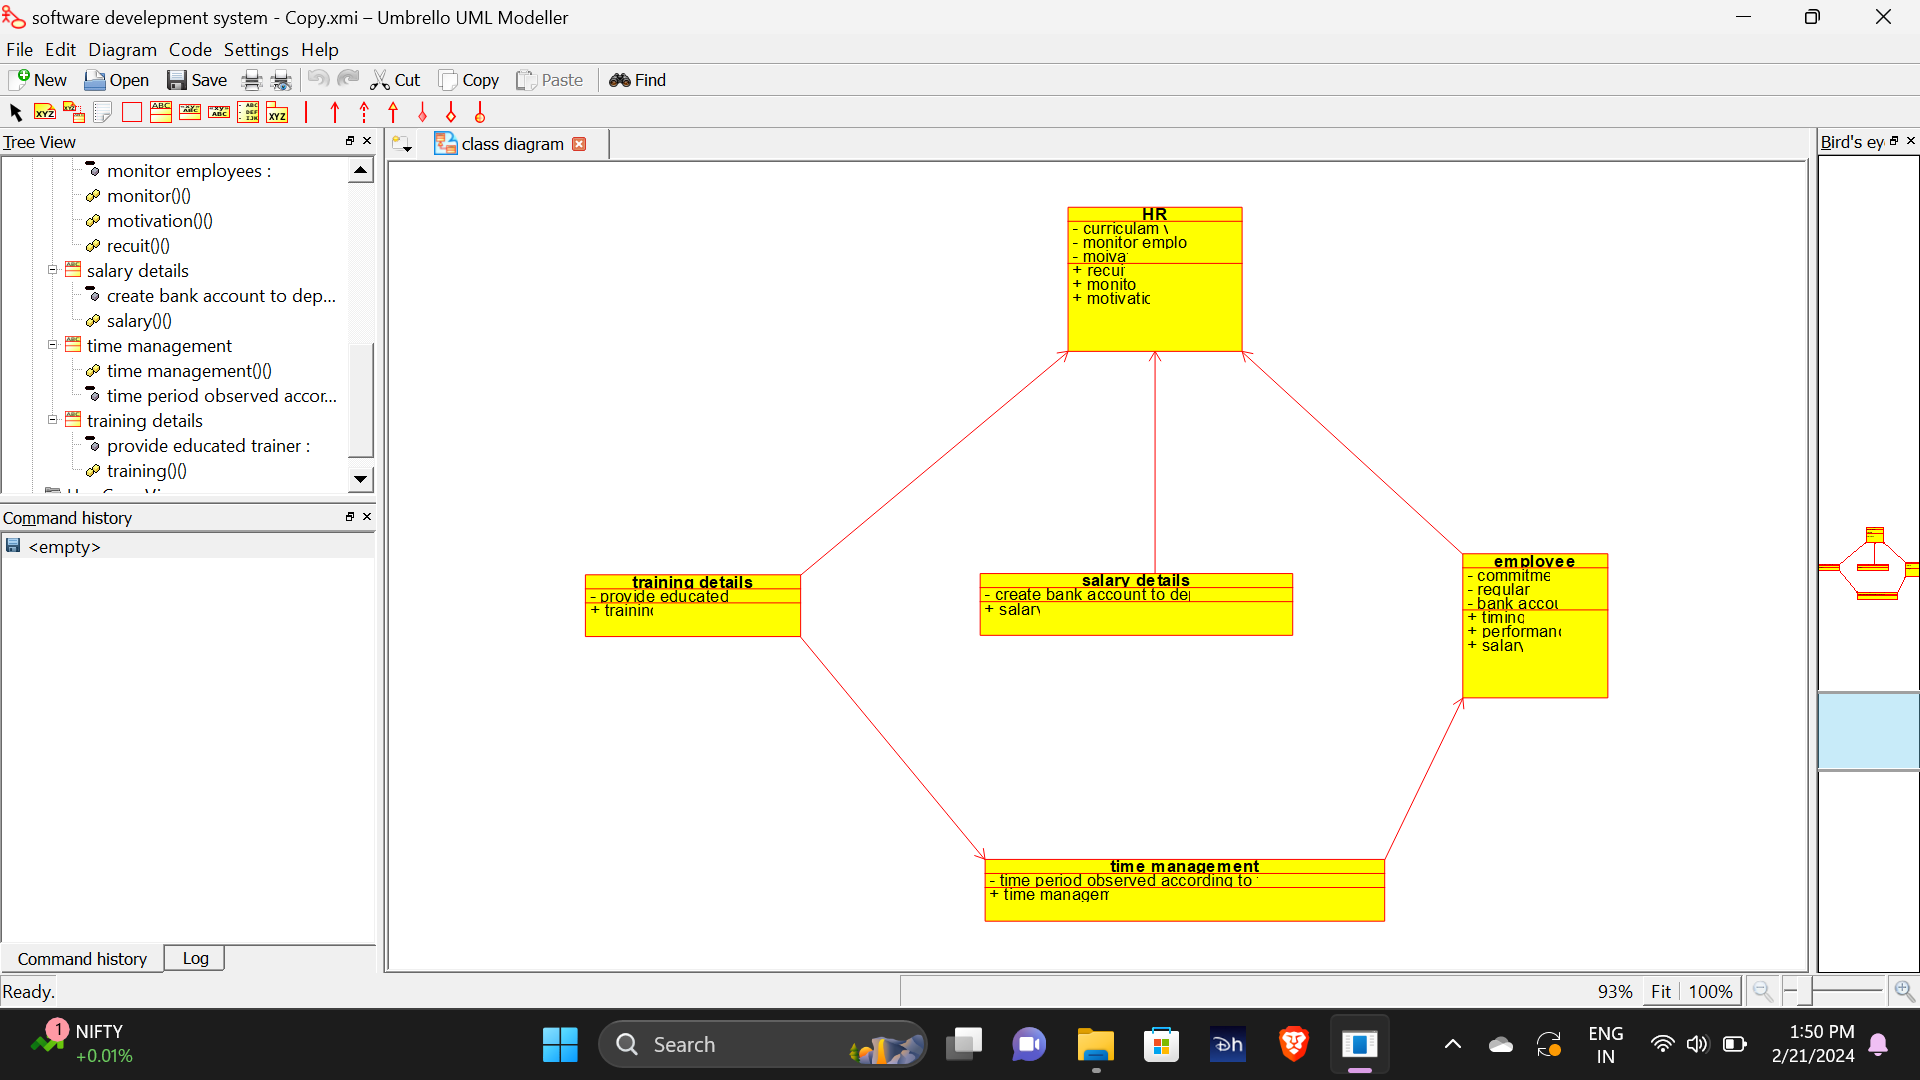 software develepment system - Copy.xmi – Umbrello UML Modeller
File Edit Diagram Code Settings Help
New Open Save Cut Copy Paste Find
Tree View
class diagram
Bird's ey
monitor employees :
monitor()()
motivation()()
recuit()()
salary details
create bank account to dep...
salary()()
time management
time management()()
time period observed accor...
training details
provide educated trainer :
training()()
Command history
<empty>
HR
- curriculam v
- monitor emplo
- moiva
+ recui
+ monito
+ motivatic
training details
- provide educated
+ training
salary details
- create bank account to de
+ salary
employee
- commitme
- regular
- bank accou
+ timing
+ performanc
+ salary
time management
- time period observed according to
+ time managem
Command history Log
Ready.
93% Fit 100%
1
NIFTY
+0.01%
Search
ENG
IN
1:50 PM
2/21/2024